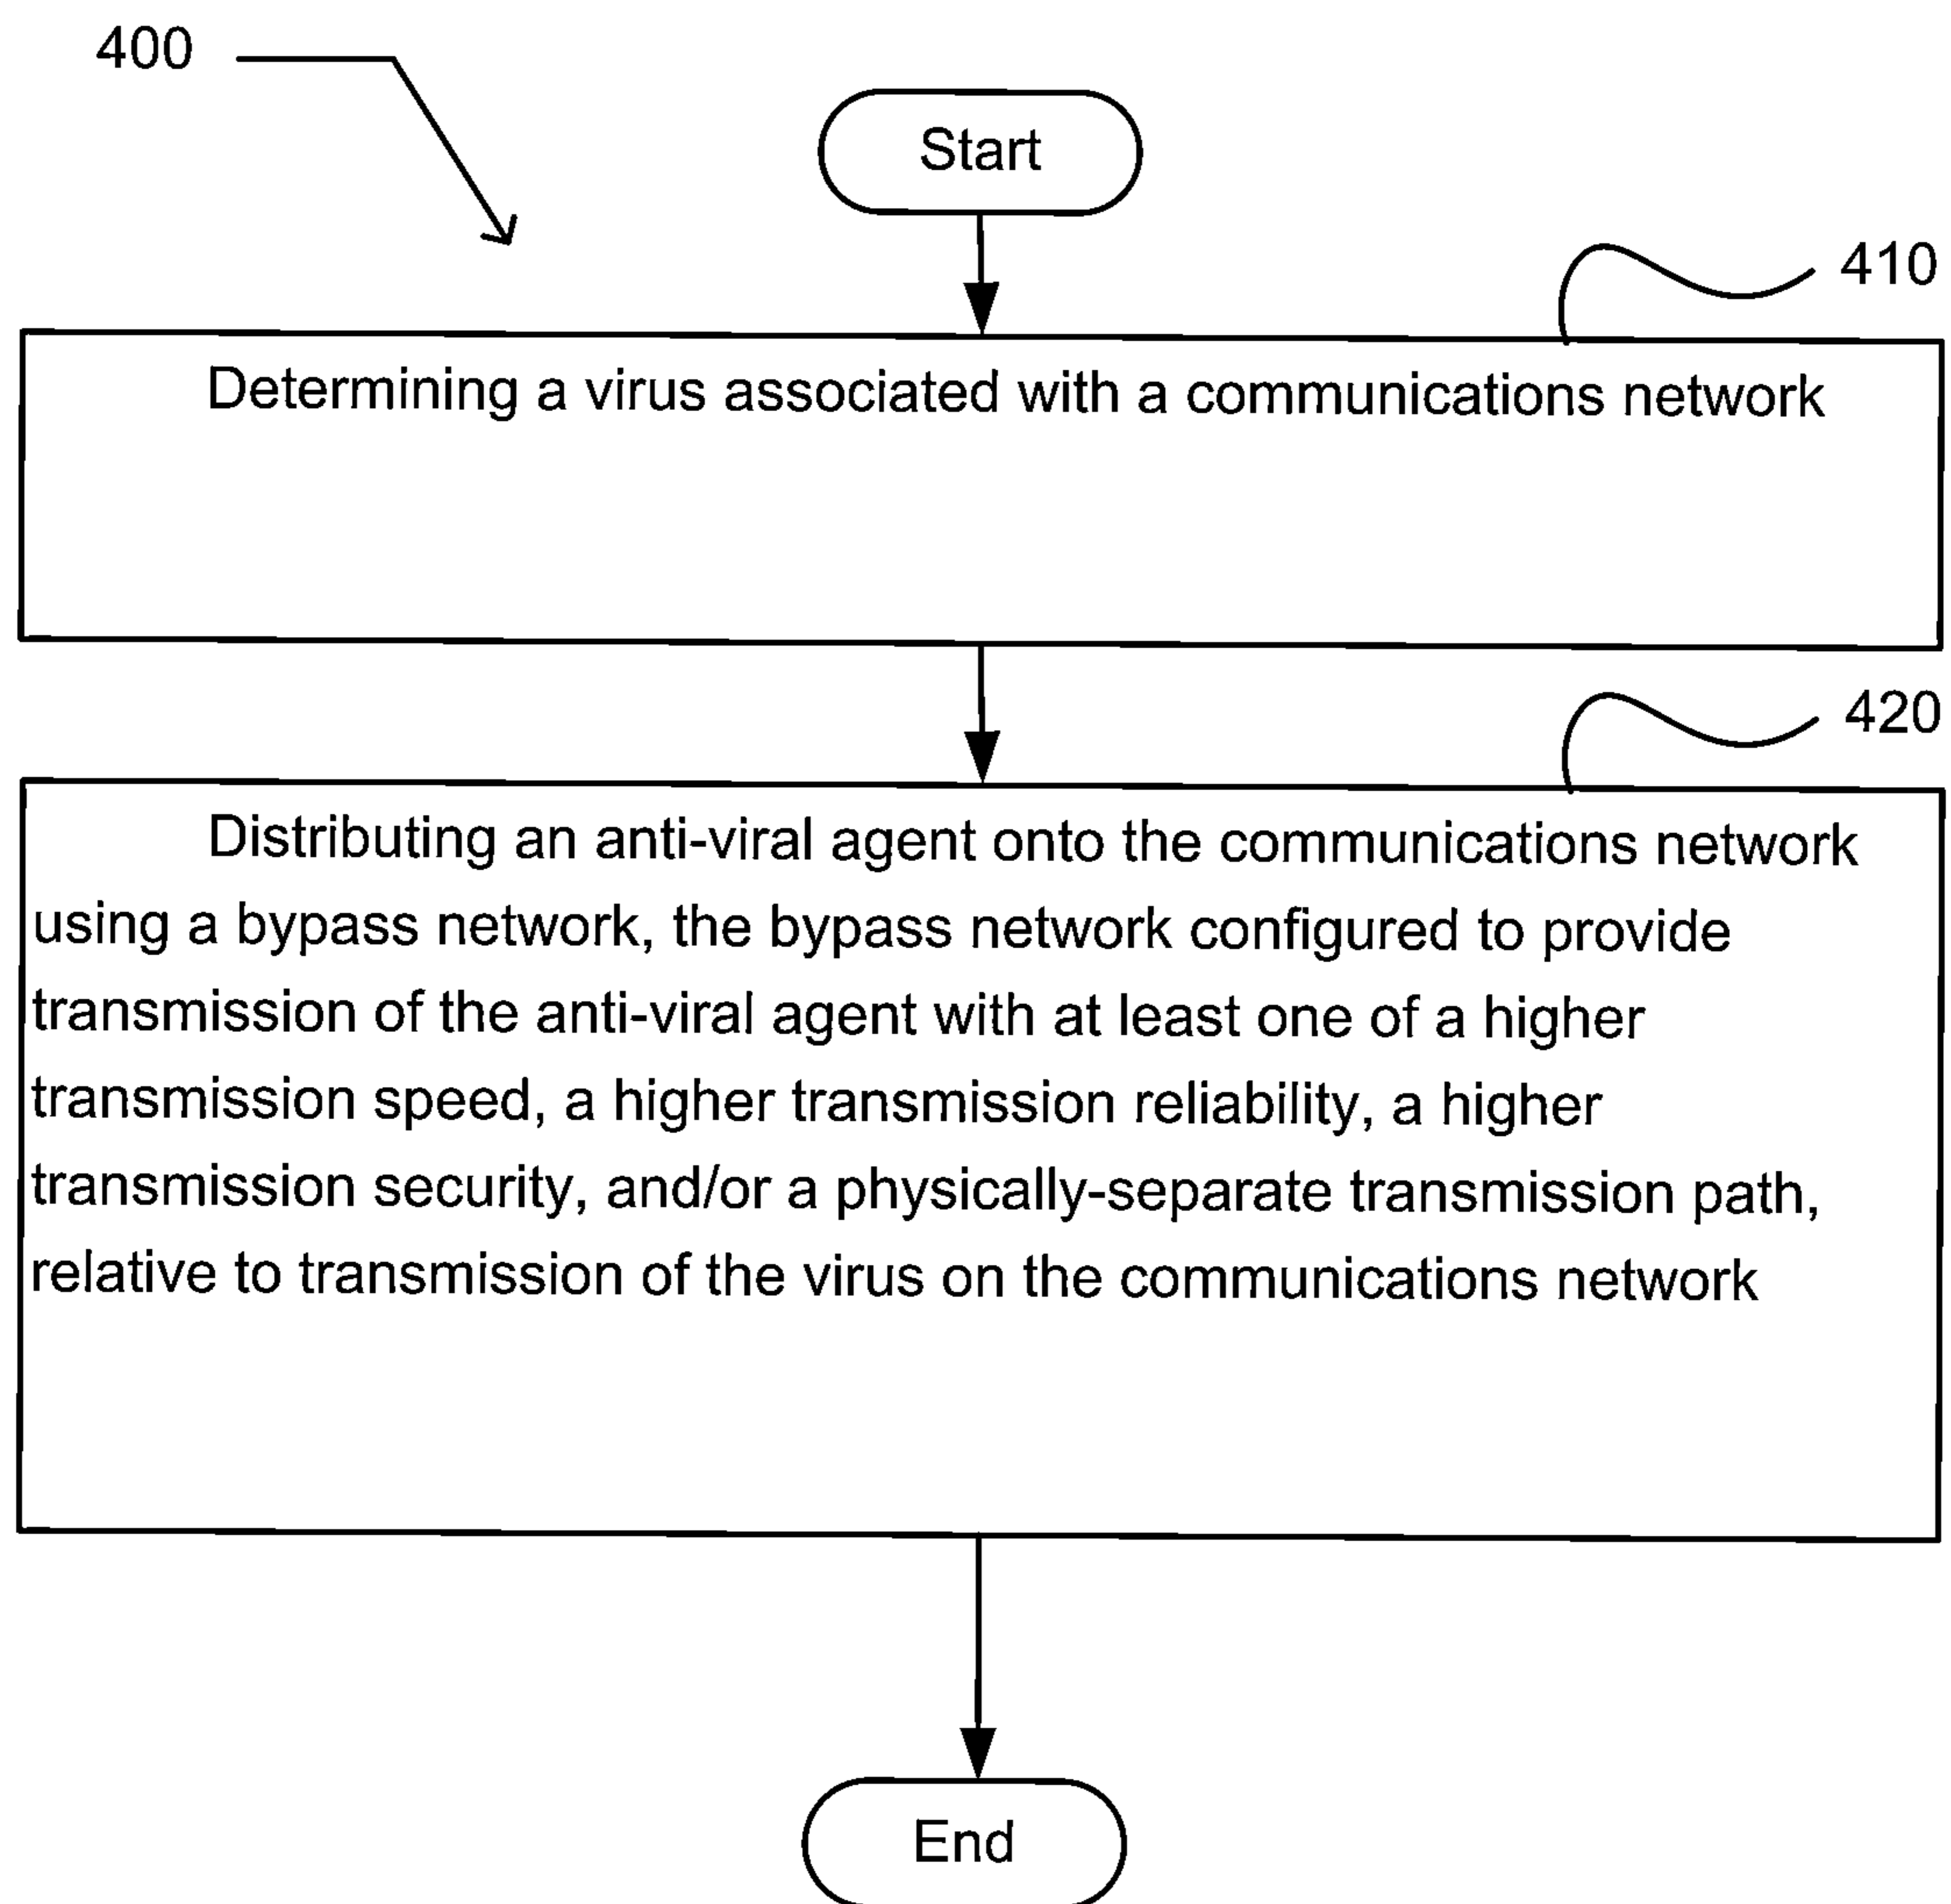 400
Start
410
Determining a virus associated with a communications network
420
Distributing an anti-viral agent onto the communications network
using a bypass network, the bypass network configured to provide
transmission of the anti-viral agent with at least one of a higher
transmission speed, a higher transmission reliability, a higher
transmission security, and/or a physically-separate transmission path,
relative to transmission of the virus on the communications network
End